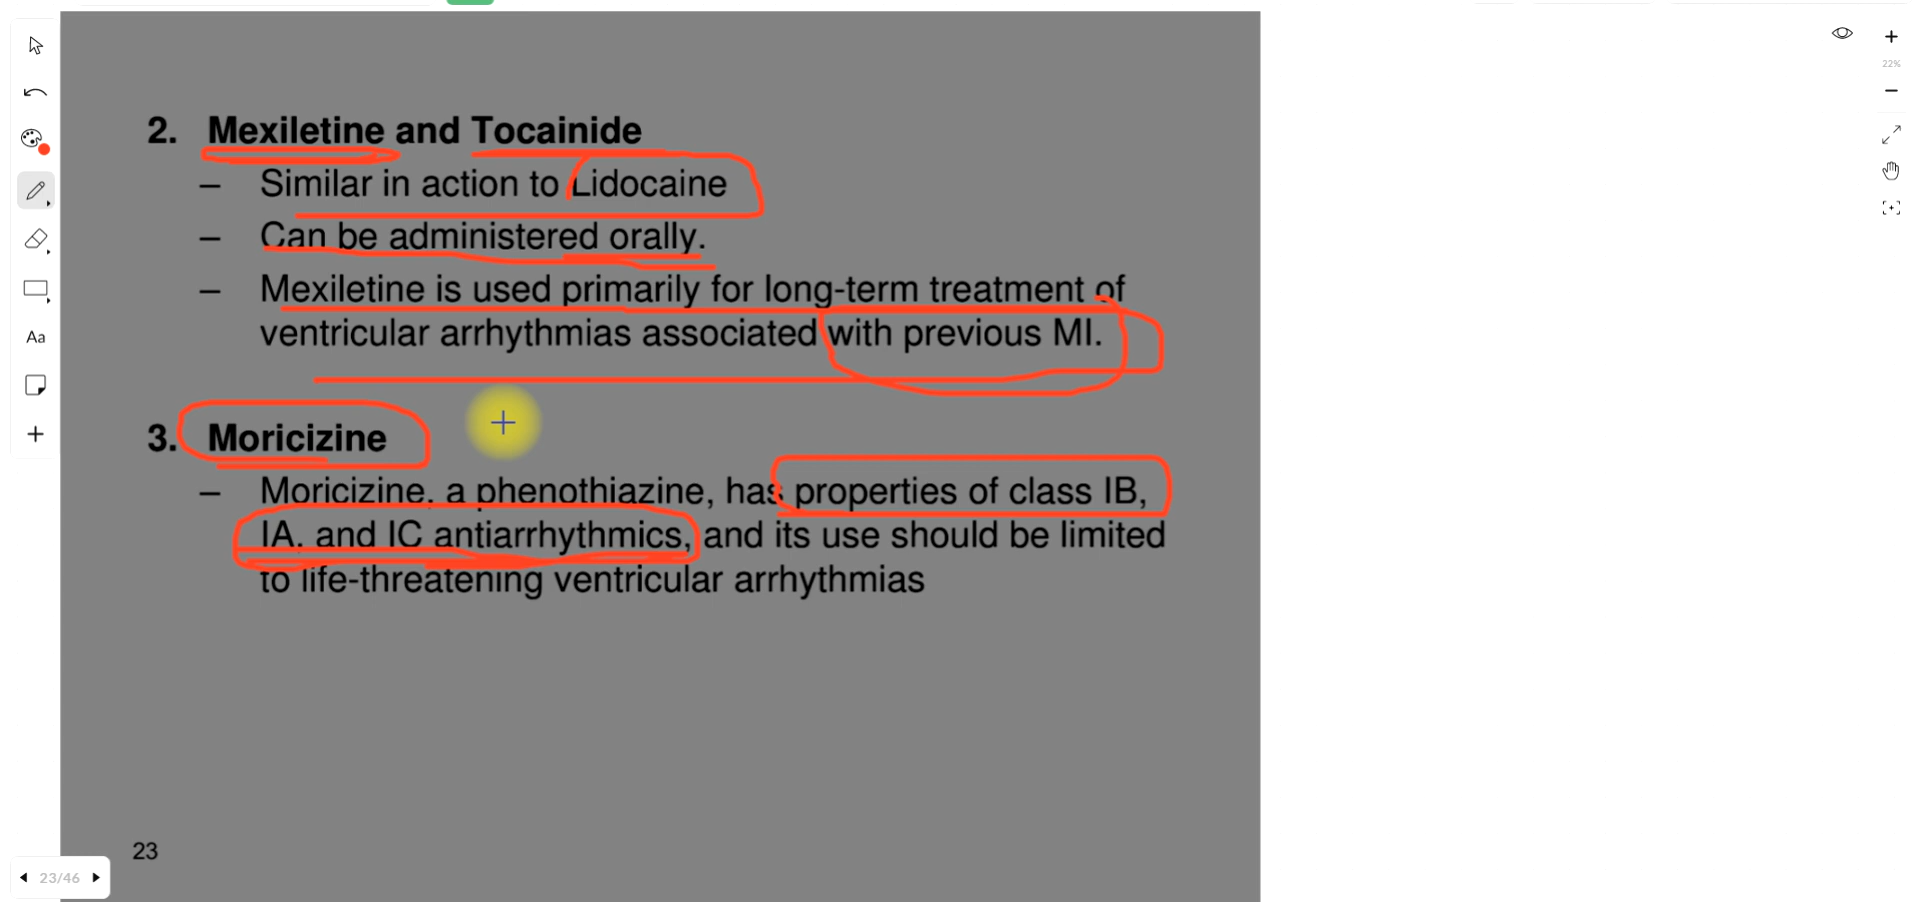 22%
2. Mexiletine and Tocainide
– Similar in action to Lidocaine
– Can be administered orally.
– Mexiletine is used primarily for long-term treatment of
ventricular arrhythmias associated with previous MI.
3. Moricizine
– Moricizine, a phenothiazine, has properties of class IB,
IA, and IC antiarrhythmics, and its use should be limited
to life-threatening ventricular arrhythmias
Aa
23
23/46